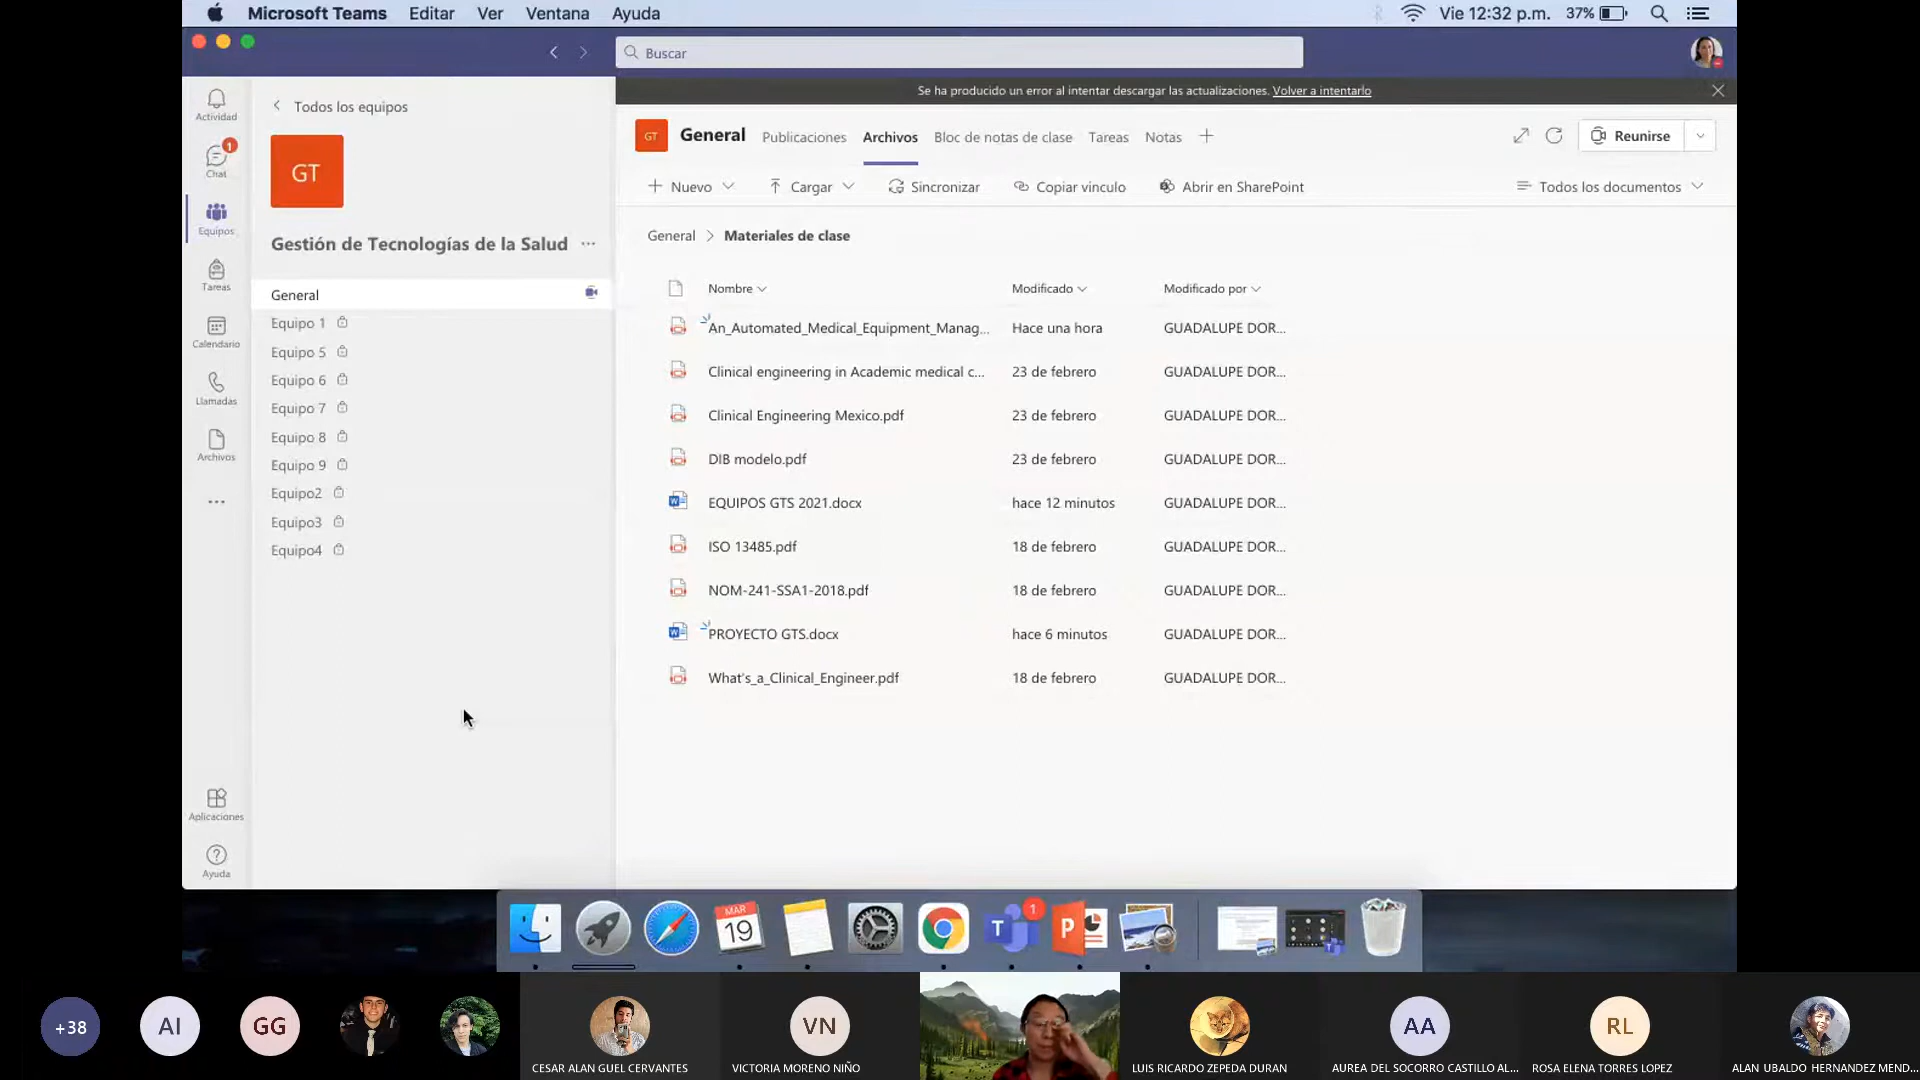 Microsoft Teams Editar Ver Ventana Ayuda Vie 12:32 p.m. 37%
Buscar
Se ha producido un error al intentar descargar las actualizaciones. Volver a intentarlo
Actividad
Chat
1
Equipos
Tareas
Calendario
Llamadas
Archivos
Aplicaciones
Ayuda
Todos los equipos
GT
Gestión de Tecnologías de la Salud
General
Equipo 1
Equipo 5
Equipo 6
Equipo 7
Equipo 8
Equipo 9
Equipo2
Equipo3
Equipo4
GT General Publicaciones Archivos Bloc de notas de clase Tareas Notas Reunirse
Nuevo Cargar Sincronizar Copiar vínculo Abrir en SharePoint Todos los documentos
General > Materiales de clase
Nombre Modificado Modificado por
An_Automated_Medical_Equipment_Manag... Hace una hora GUADALUPE DOR...
Clinical engineering in Academic medical c... 23 de febrero GUADALUPE DOR...
Clinical Engineering Mexico.pdf 23 de febrero GUADALUPE DOR...
DIB modelo.pdf 23 de febrero GUADALUPE DOR...
EQUIPOS GTS 2021.docx hace 12 minutos GUADALUPE DOR...
ISO 13485.pdf 18 de febrero GUADALUPE DOR...
NOM-241-SSA1-2018.pdf 18 de febrero GUADALUPE DOR...
PROYECTO GTS.docx hace 6 minutos GUADALUPE DOR...
What's_a_Clinical_Engineer.pdf 18 de febrero GUADALUPE DOR...
MAR
19
T
1
P
+38 AI GG VN AA RL
CESAR ALAN GUEL CERVANTES VICTORIA MORENO NIÑO LUIS RICARDO ZEPEDA DURAN AUREA DEL SOCORRO CASTILLO AL... ROSA ELENA TORRES LOPEZ ALAN UBALDO HERNANDEZ MEND...